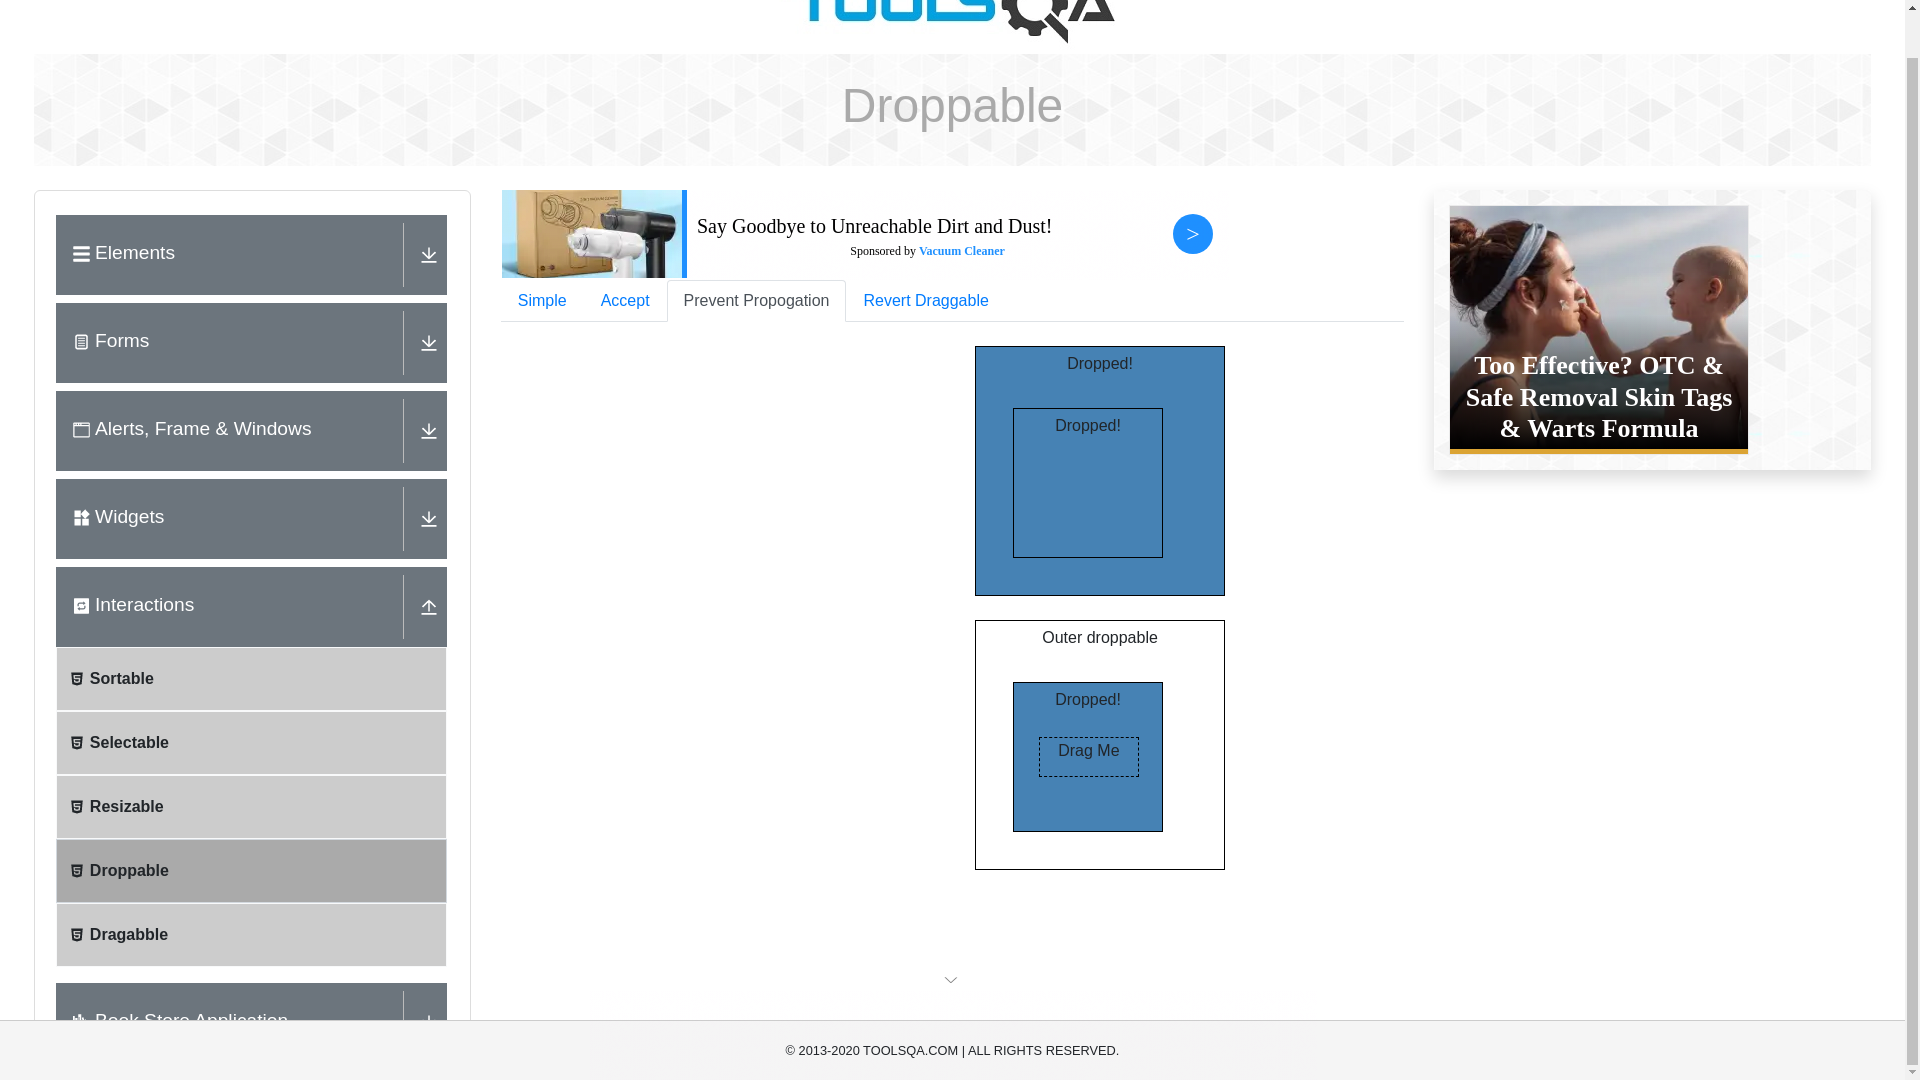 TOOLSQA
Droppable
Elements
Forms
Alerts, Frame & Windows
Widgets
Interactions
Sortable
Selectable
Resizable
Droppable
Dragabble
Book Store Application
Say Goodbye to Unreachable Dirt and Dust!
Sponsored by Vacuum Cleaner
>
Simple
Accept
Prevent Propogation
Revert Draggable
Dropped!
Dropped!
Outer droppable
Dropped!
Drag Me
Too Effective? OTC &
Safe Removal Skin Tags
& Warts Formula
© 2013-2020 TOOLSQA.COM | ALL RIGHTS RESERVED.